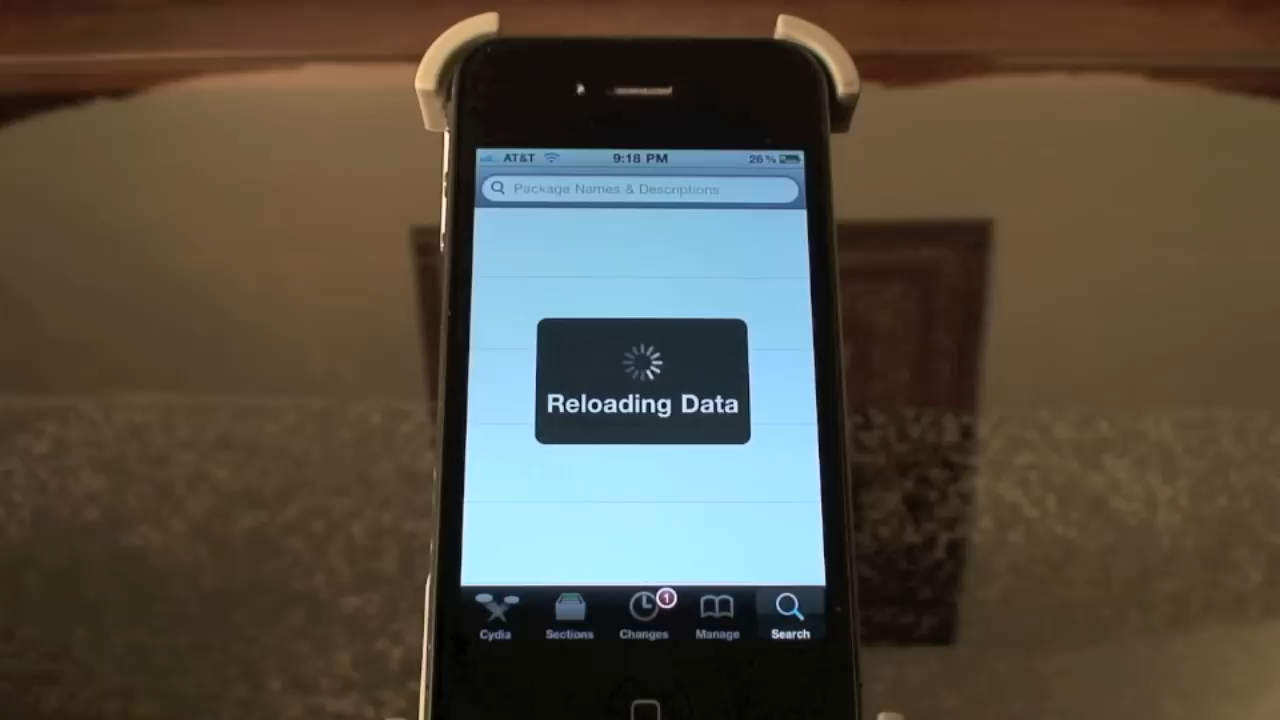 AT&T 9:18 PM 26%
Package Names & Descriptions
Reloading Data
1
Cydia Sections Changes Manage Search